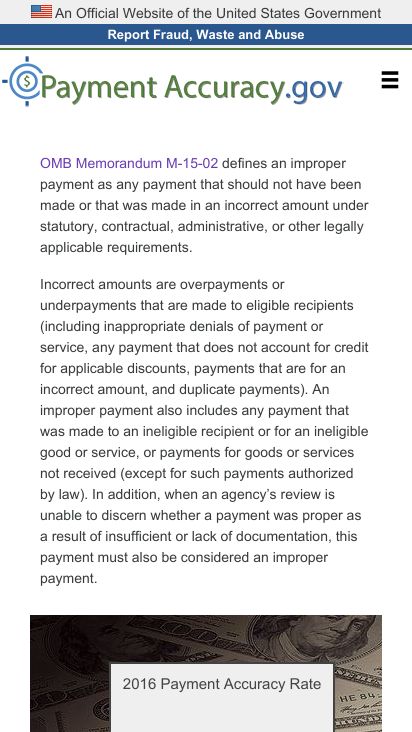 An Official Website of the United States Government
Report Fraud, Waste and Abuse
Payment Accuracy.gov
OMB Memorandum M-15-02 defines an improper
payment as any payment that should not have been
made or that was made in an incorrect amount under
statutory, contractual, administrative, or other legally
applicable requirements.
Incorrect amounts are overpayments or
underpayments that are made to eligible recipients
(including inappropriate denials of payment or
service, any payment that does not account for credit
for applicable discounts, payments that are for an
incorrect amount, and duplicate payments). An
improper payment also includes any payment that
was made to an ineligible recipient or for an ineligible
good or service, or payments for goods or services
not received (except for such payments authorized
by law). In addition, when an agency’s review is
unable to discern whether a payment was proper as
a result of insufficient or lack of documentation, this
payment must also be considered an improper
payment.
2016 Payment Accuracy Rate